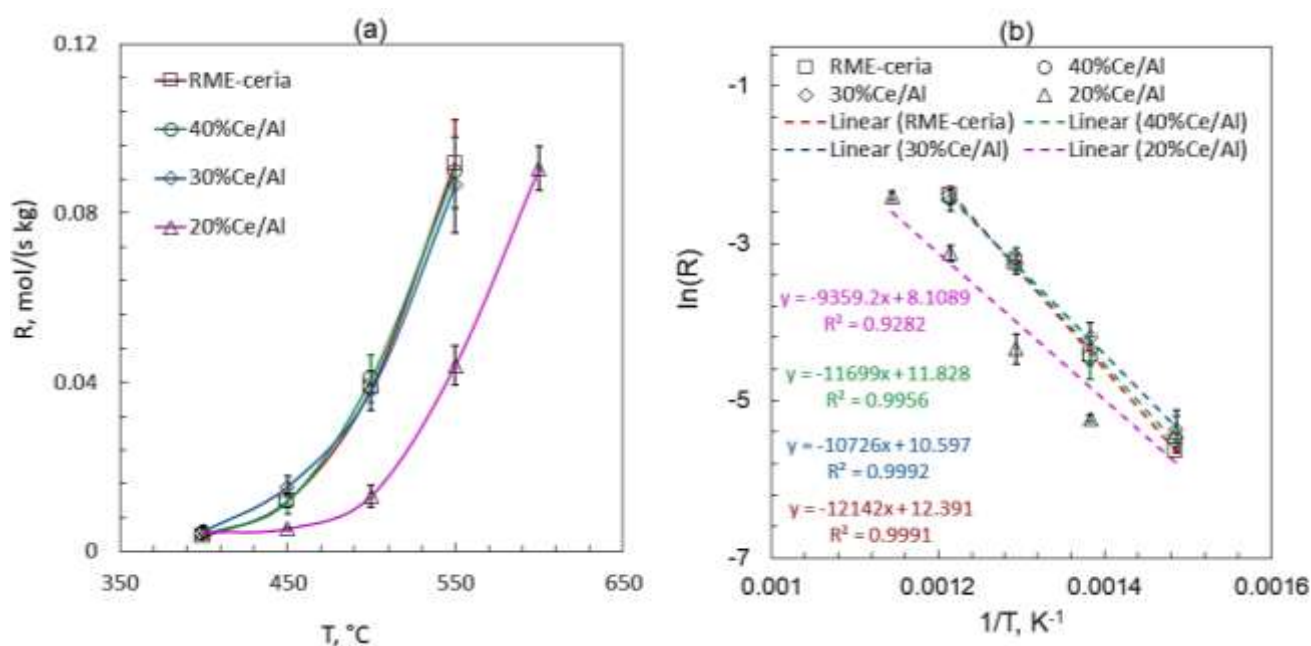 (a)
0.12
0.08
0.04
0
R, mol/(s kg)
RME-ceria
40%Ce/Al
30%Ce/Al
20%Ce/Al
350
450
550
650
T, °C
(b)
-1
-3
-5
-7
ln(R)
RME-ceria
40%Ce/Al
30%Ce/Al
20%Ce/Al
Linear (RME-ceria)
Linear (40%Ce/Al)
Linear (30%Ce/Al)
Linear (20%Ce/Al)
y = -9359.2x + 8.1089
R² = 0.9282
y = -11699x + 11.828
R² = 0.9956
y = -10726x + 10.597
R² = 0.9992
y = -12142x + 12.391
R² = 0.9991
0.001
0.0012
0.0014
0.0016
1/T, K⁻¹